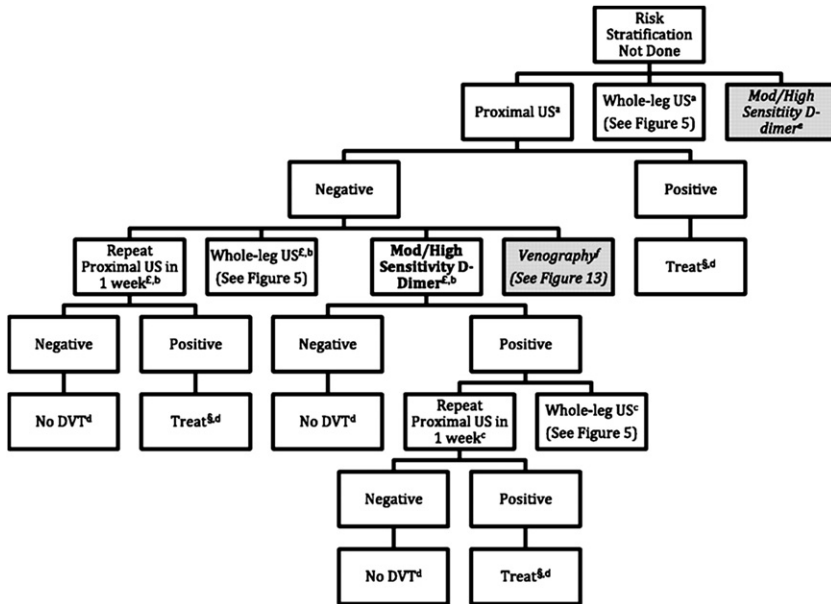 Risk
Stratification
Not Done
Proximal USᵃ
Whole-leg USᵃ
(See Figure 5)
Mod/High
Sensitiity D-
dimerᵉ
Negative
Positive
Repeat
Proximal US in
1 week£,ᵇ
Whole-leg US£,ᵇ
(See Figure 5)
Mod/High
Sensitivity D-
Dimer£,ᵇ
Venographyᶠ
(See Figure 13)
Treat§,ᵈ
Negative
Positive
Negative
Positive
No DVTᵈ
Treat§,ᵈ
No DVTᵈ
Repeat
Proximal US in
1 weekᶜ
Whole-leg USᶜ
(See Figure 5)
Negative
Positive
No DVTᵈ
Treat§,ᵈ